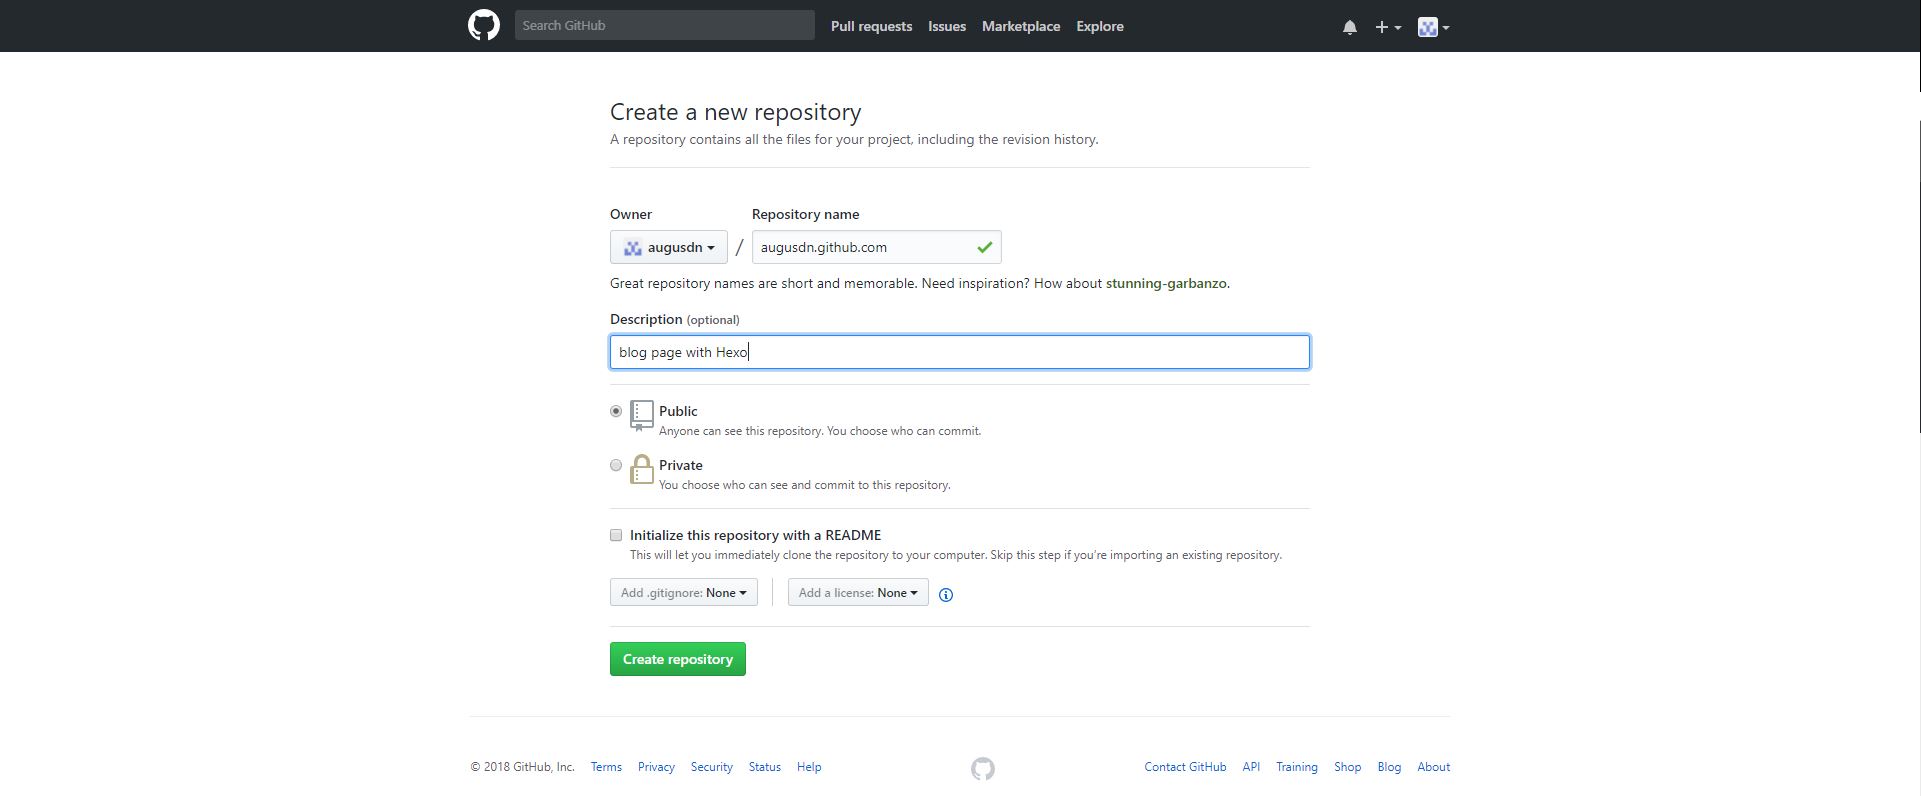 Search GitHub Pull requests Issues Marketplace Explore
Create a new repository
A repository contains all the files for your project, including the revision history.
Owner Repository name
augusdn / augusdn.github.com
Great repository names are short and memorable. Need inspiration? How about stunning-garbanzo.
Description (optional)
blog page with Hexo
Public
Anyone can see this repository. You choose who can commit.
Private
You choose who can see and commit to this repository.
Initialize this repository with a README
This will let you immediately clone the repository to your computer. Skip this step if you're importing an existing repository.
Add .gitignore: None Add a license: None
Create repository
© 2018 GitHub, Inc. Terms Privacy Security Status Help Contact GitHub API Training Shop Blog About